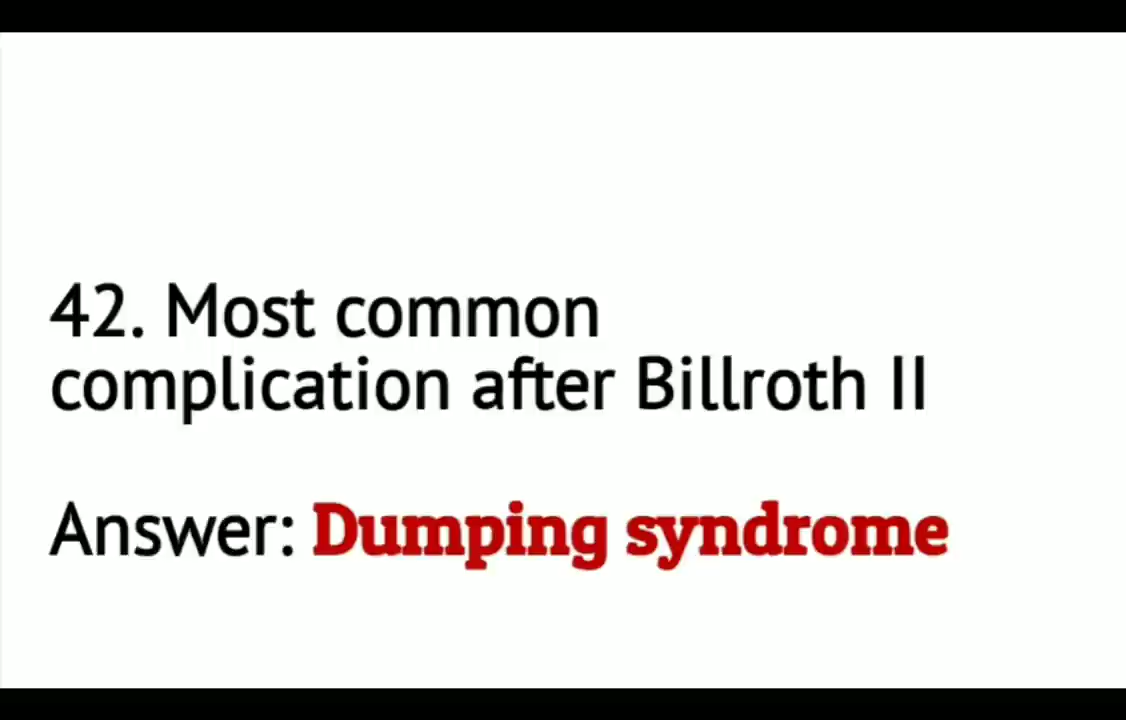 42. Most common
complication after Billroth II
Answer: Dumping syndrome